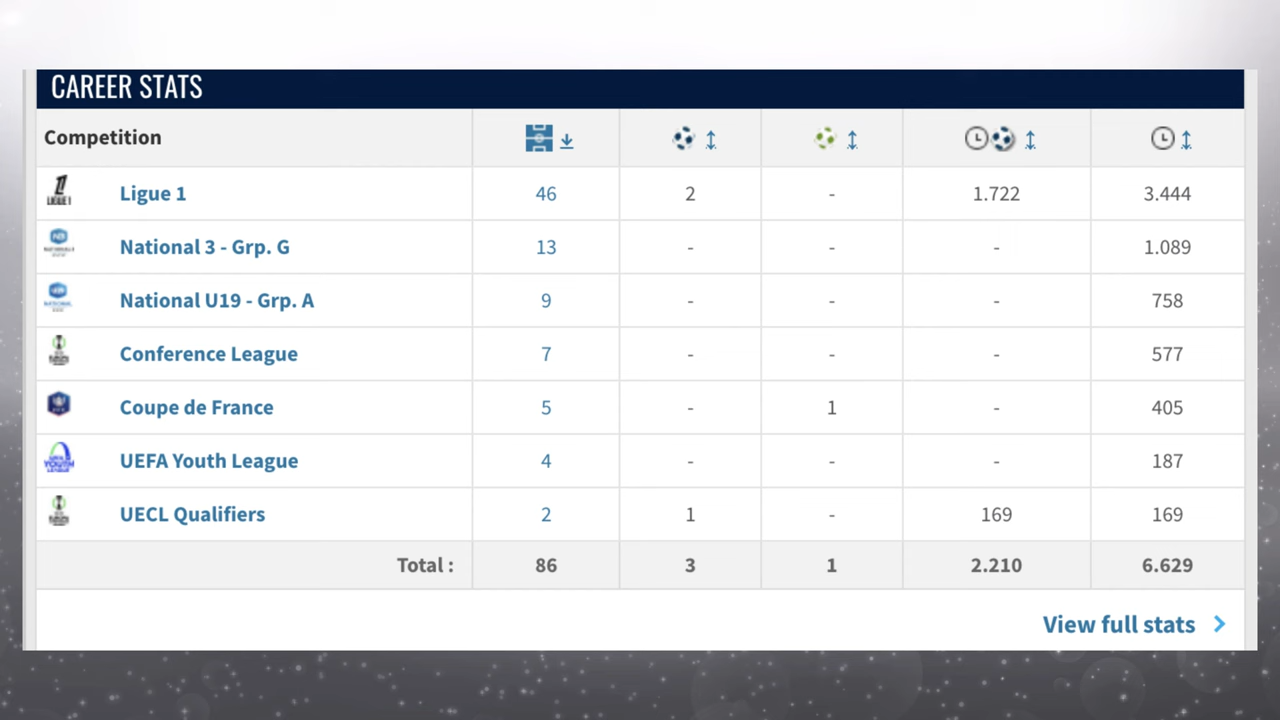 CAREER STATS
Competition
Ligue 1 46 2 - 1.722 3.444
National 3 - Grp. G 13 - - - 1.089
National U19 - Grp. A 9 - - - 758
Conference League 7 - - - 577
Coupe de France 5 - 1 - 405
UEFA Youth League 4 - - - 187
UECL Qualifiers 2 1 - 169 169
Total : 86 3 1 2.210 6.629
View full stats